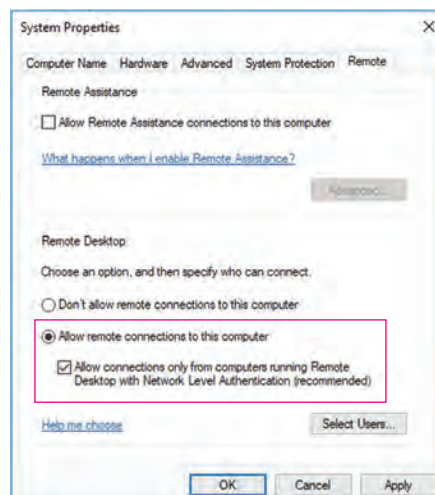 System Properties
Computer Name Hardware Advanced System Protection Remote
Remote Assistance
Allow Remote Assistance connections to this computer
What happens when I enable Remote Assistance?
Advanced...
Remote Desktop
Choose an option, and then specify who can connect.
Don't allow remote connections to this computer
Allow remote connections to this computer
Allow connections only from computers running Remote
Desktop with Network Level Authentication (recommended)
Help me choose Select Users...
OK Cancel Apply